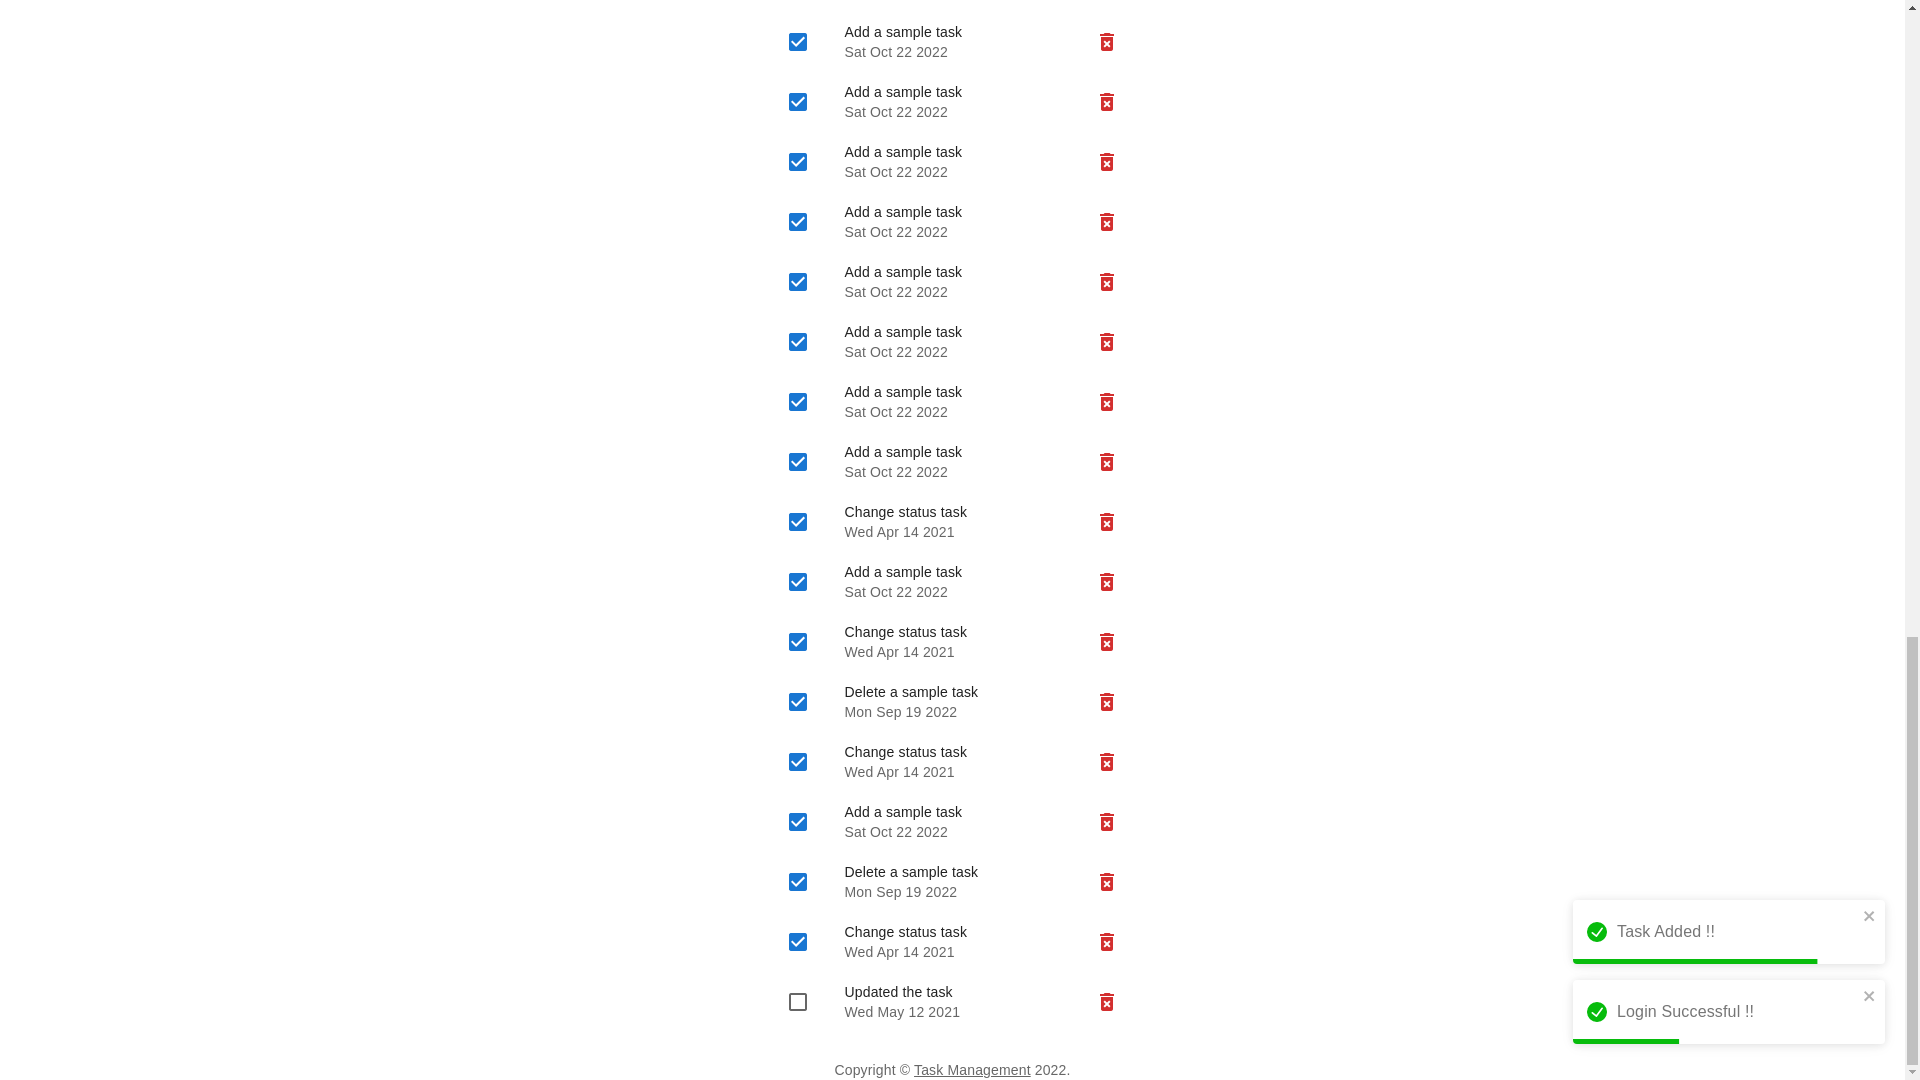 Add a sample task
Sat Oct 22 2022
Add a sample task
Sat Oct 22 2022
Add a sample task
Sat Oct 22 2022
Add a sample task
Sat Oct 22 2022
Add a sample task
Sat Oct 22 2022
Add a sample task
Sat Oct 22 2022
Add a sample task
Sat Oct 22 2022
Add a sample task
Sat Oct 22 2022
Change status task
Wed Apr 14 2021
Add a sample task
Sat Oct 22 2022
Change status task
Wed Apr 14 2021
Delete a sample task
Mon Sep 19 2022
Change status task
Wed Apr 14 2021
Add a sample task
Sat Oct 22 2022
Delete a sample task
Mon Sep 19 2022
Change status task
Wed Apr 14 2021
Updated the task
Wed May 12 2021
Task Added !!
Login Successful !!
Copyright © Task Management 2022.